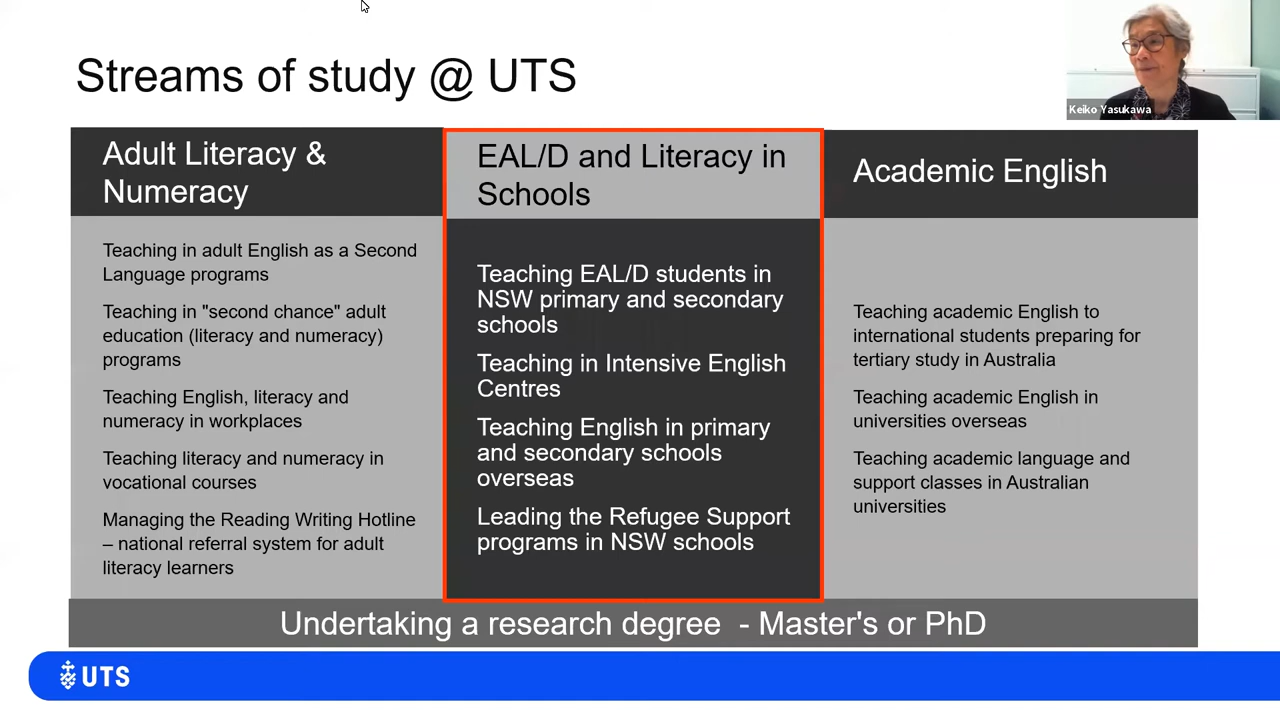 Streams of study @ UTS
Keiko Yasukawa
Adult Literacy &
Numeracy
Teaching in adult English as a Second
Language programs
Teaching in "second chance" adult
education (literacy and numeracy)
programs
Teaching English, literacy and
numeracy in workplaces
Teaching literacy and numeracy in
vocational courses
Managing the Reading Writing Hotline
– national referral system for adult
literacy learners
EAL/D and Literacy in
Schools
Teaching EAL/D students in
NSW primary and secondary
schools
Teaching in Intensive English
Centres
Teaching English in primary
and secondary schools
overseas
Leading the Refugee Support
programs in NSW schools
Academic English
Teaching academic English to
international students preparing for
tertiary study in Australia
Teaching academic English in
universities overseas
Teaching academic language and
support classes in Australian
universities
Undertaking a research degree - Master's or PhD
UTS